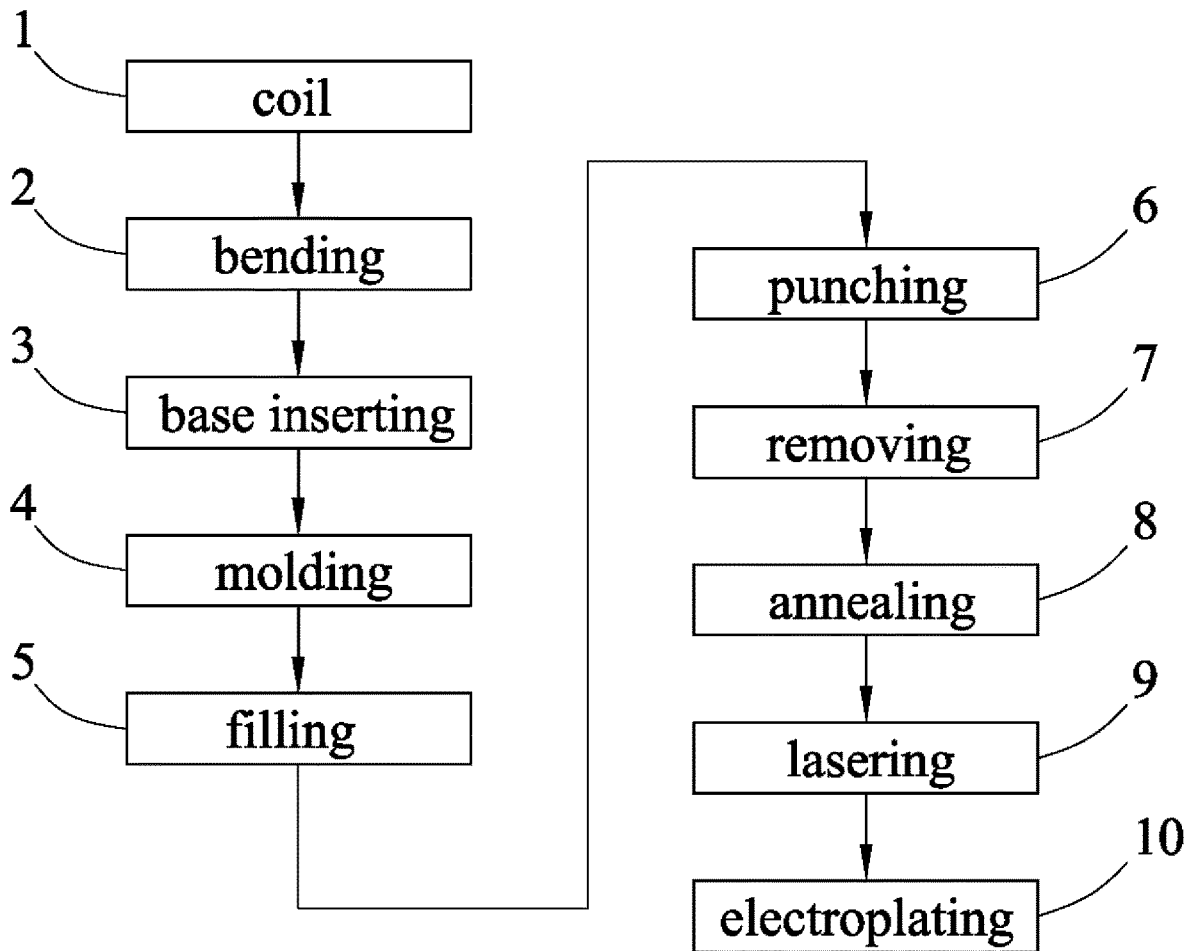 1
coil
2
bending
3
base inserting
4
molding
5
filling
6
punching
7
removing
8
annealing
9
lasering
10
electroplating